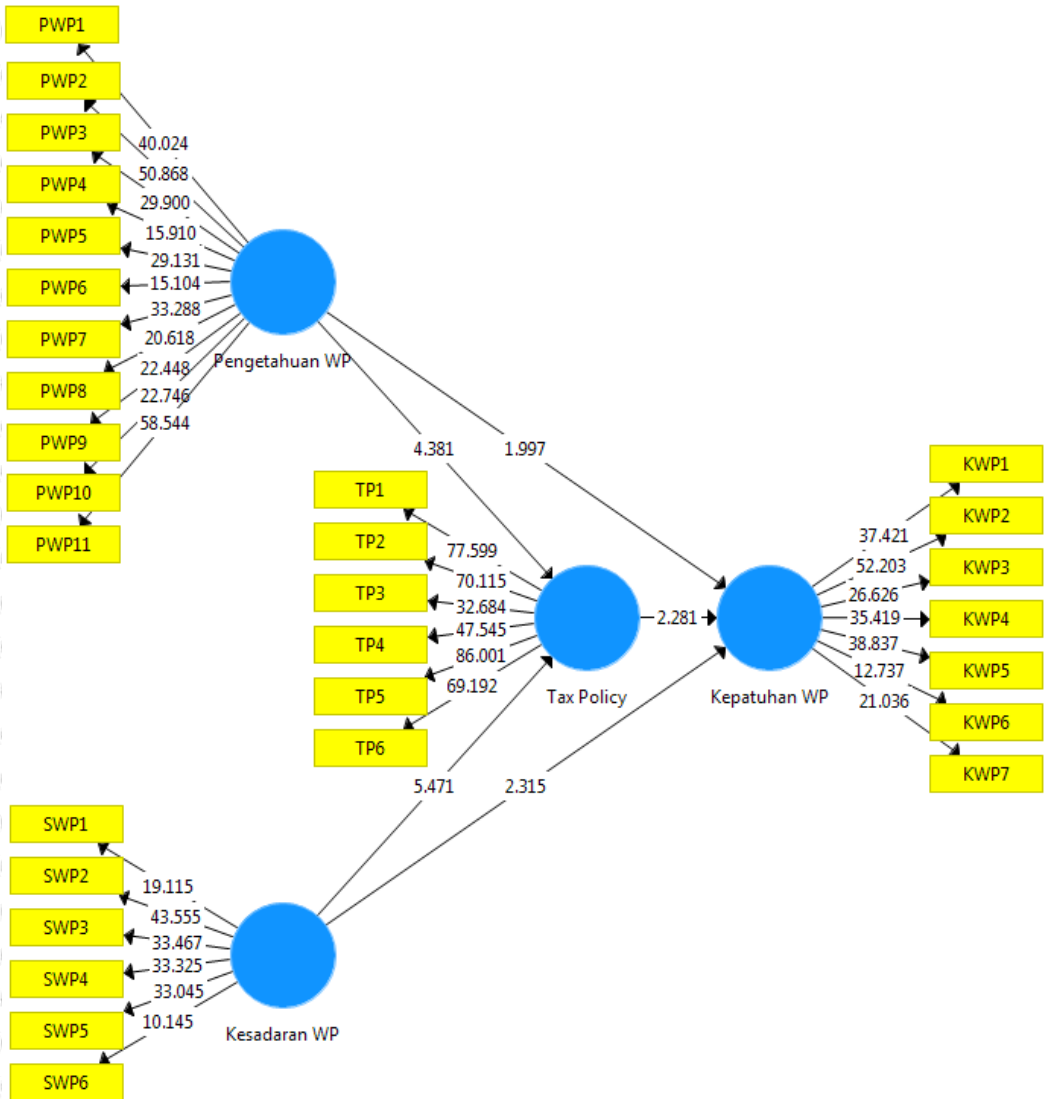 PWP1
PWP2
PWP3
PWP4
PWP5
PWP6
PWP7
PWP8
PWP9
PWP10
PWP11
40.024
50.868
29.900
15.910
29.131
15.104
33.288
20.618
22.448
22.746
58.544
Pengetahuan WP
4.381
1.997
TP1
TP2
TP3
TP4
TP5
TP6
77.599
70.115
32.684
47.545
86.001
69.192
Tax Policy
2.281
Kepatuhan WP
37.421
52.203
26.626
35.419
38.837
12.737
21.036
KWP1
KWP2
KWP3
KWP4
KWP5
KWP6
KWP7
5.471
2.315
SWP1
SWP2
SWP3
SWP4
SWP5
SWP6
19.115
43.555
33.467
33.325
33.045
10.145
Kesadaran WP